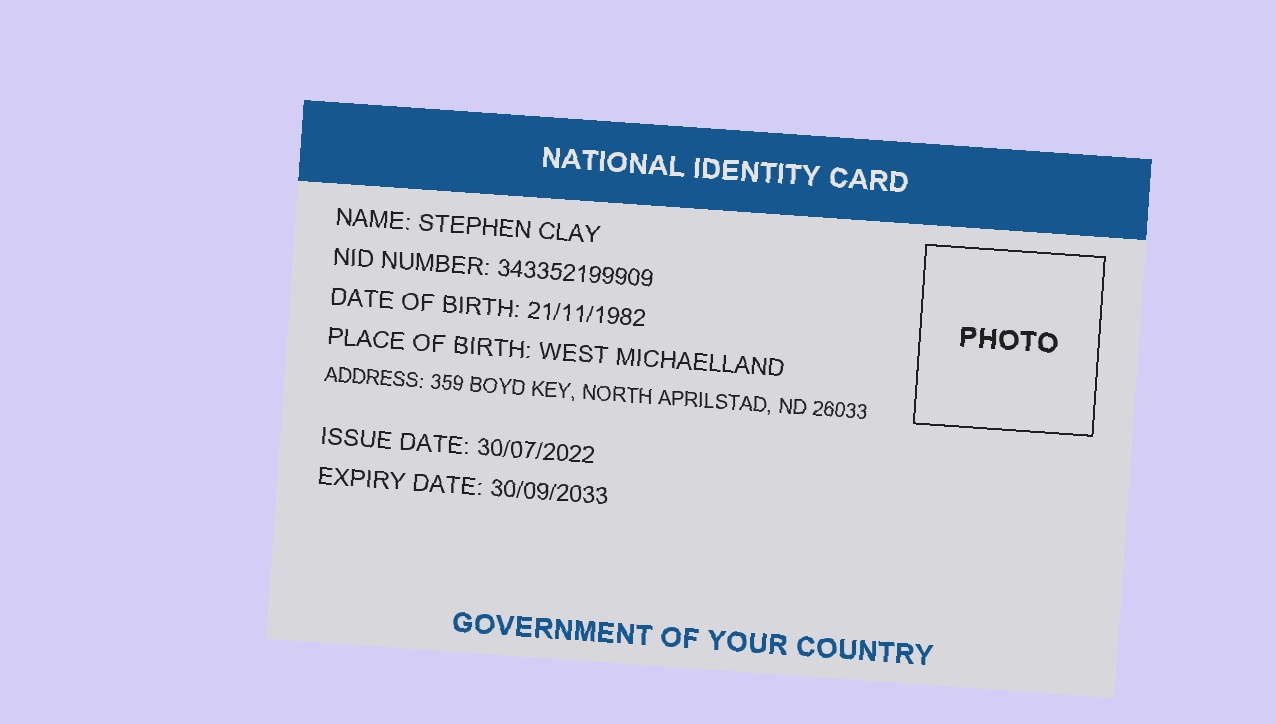 NATIONAL IDENTITY CARD
NAME: STEPHEN CLAY
NID NUMBER: 343352199909
DATE OF BIRTH: 21/11/1982
PLACE OF BIRTH: WEST MICHAELLAND
ADDRESS: 359 BOYD KEY, NORTH APRILSTAD, ND 26033
PHOTO
ISSUE DATE: 30/07/2022
EXPIRY DATE: 30/09/2033
GOVERNMENT OF YOUR COUNTRY